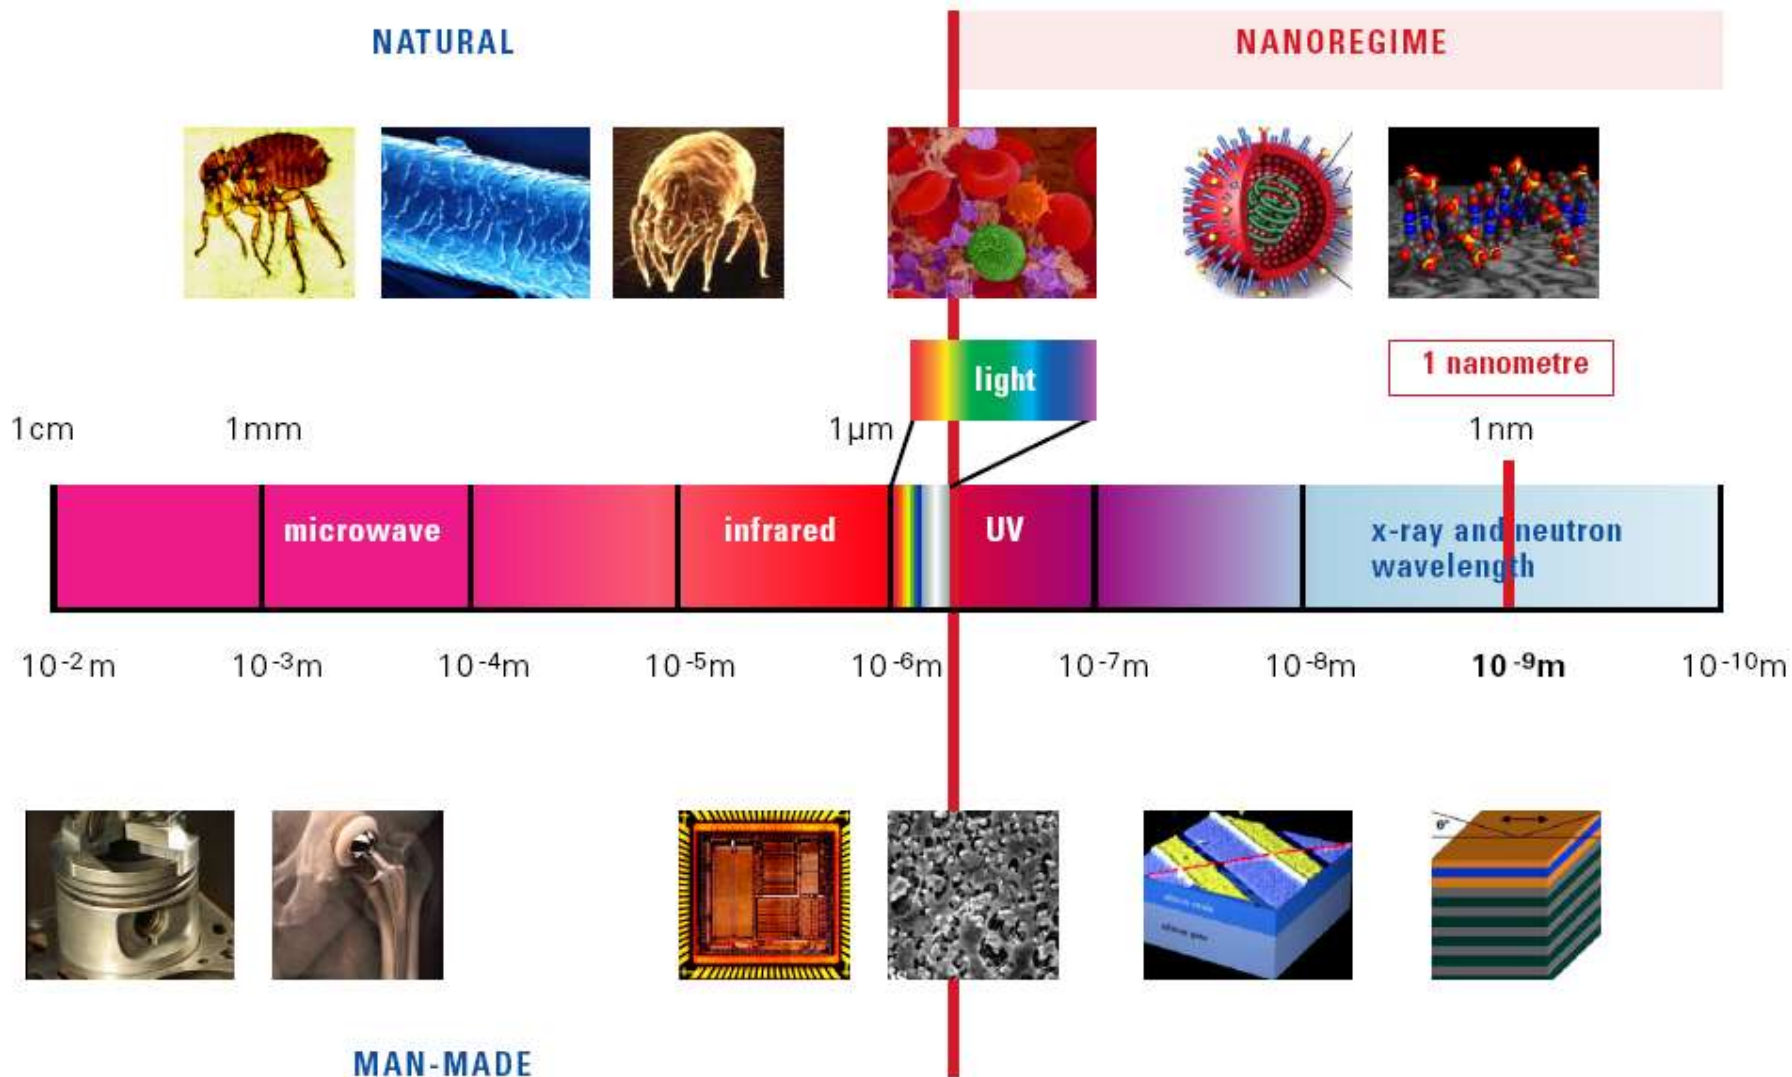 NATURAL
NANOREGIME
light
1 nanometre
1cm
1mm
1µm
1nm
microwave
infrared
UV
x-ray and neutron
wavelength
10-2m
10-3m
10-4m
10-5m
10-6m
10-7m
10-8m
10-9m
10-10m
MAN-MADE